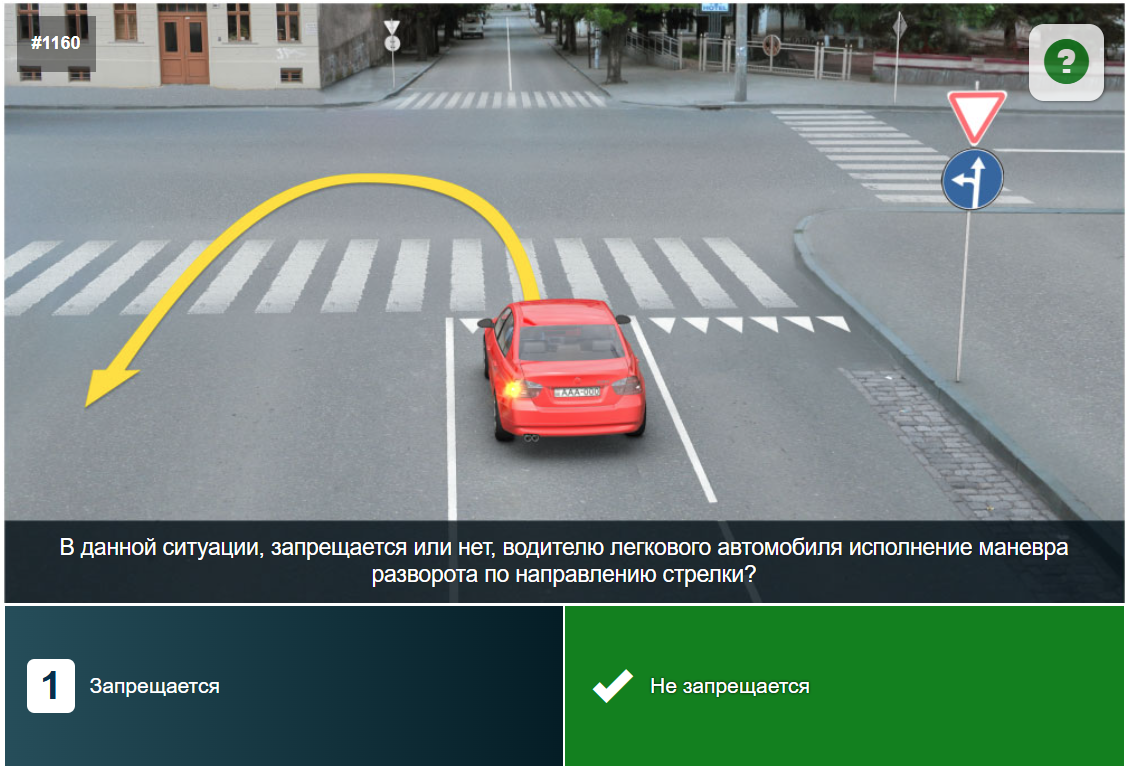 HOTEL
#1160
?
AAA-000
В данной ситуации, запрещается или нет, водителю легкового автомобиля исполнение маневра
разворота по направлению стрелки?
1 Запрещается
Не запрещается